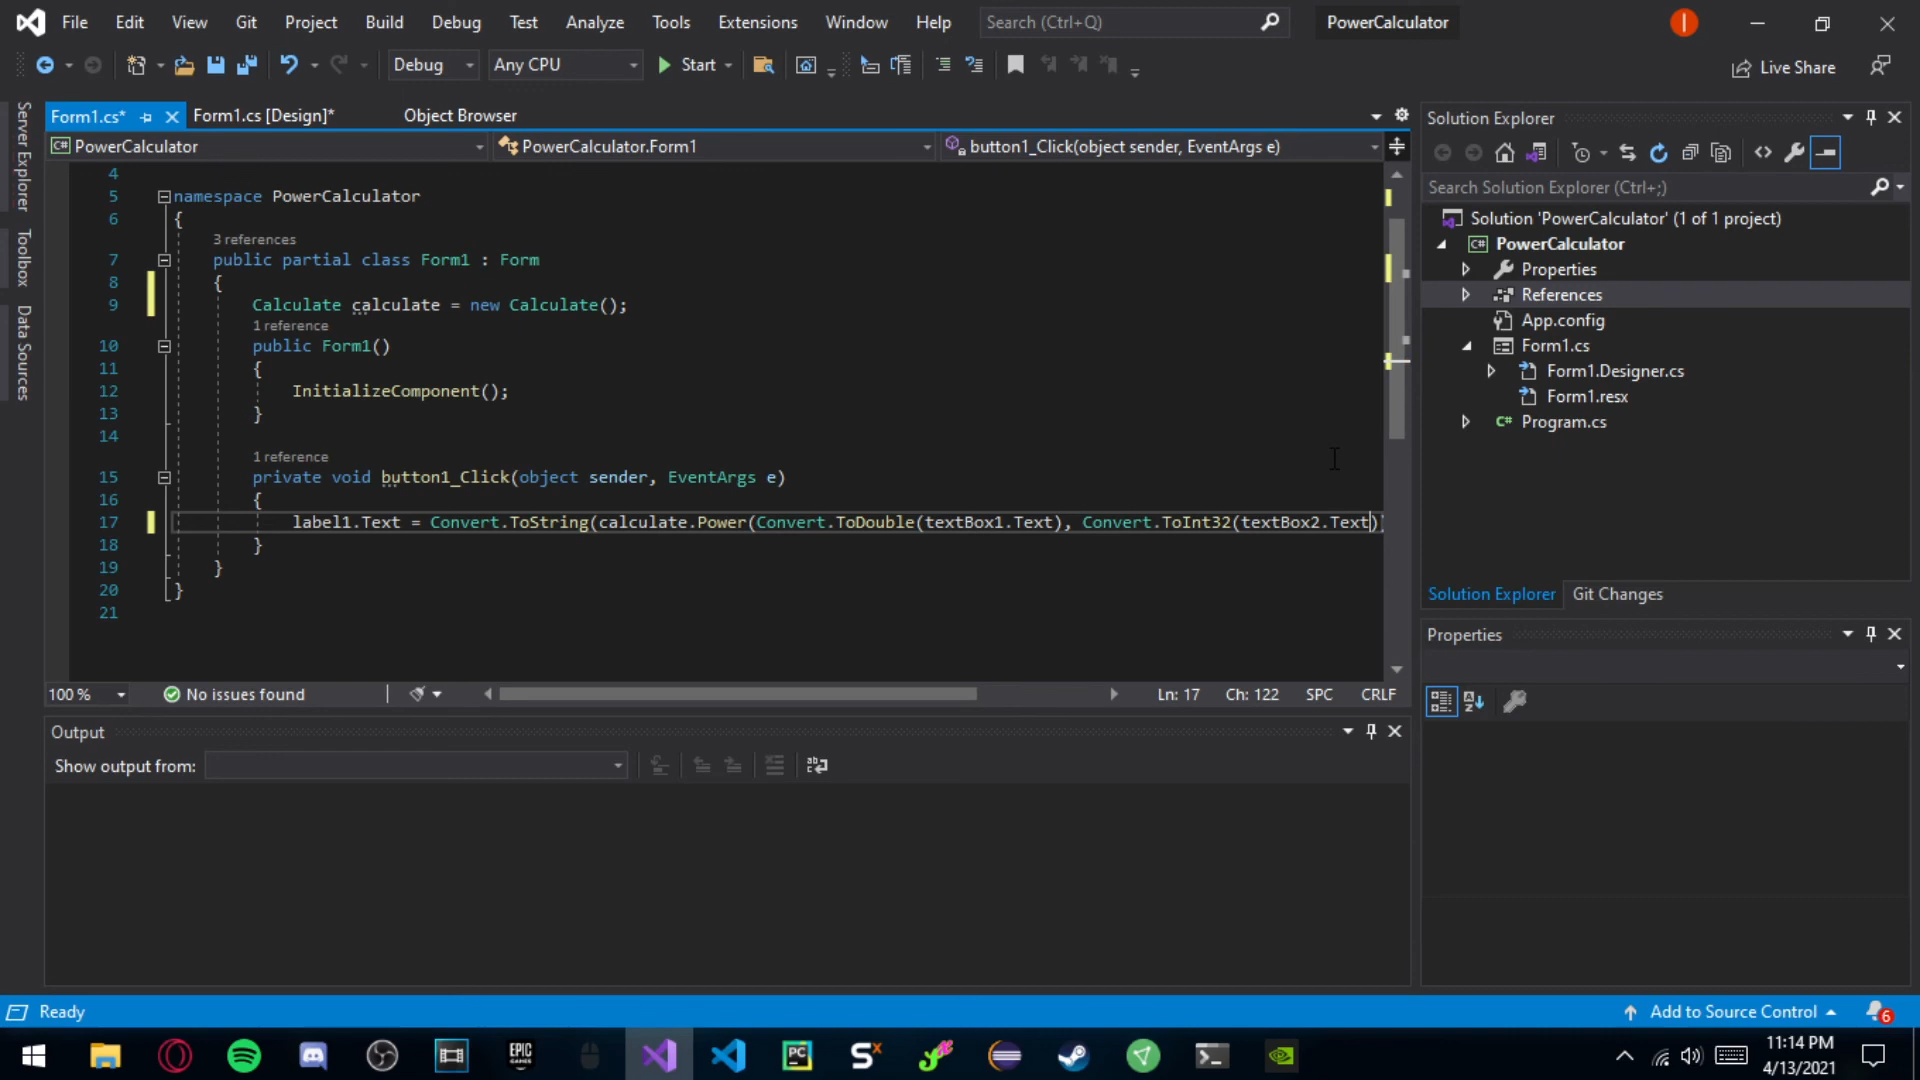 File Edit View Git Project Build Debug Test Analyze Tools Extensions Window Help Search (Ctrl+Q) PowerCalculator
Debug Any CPU Start Live Share
Server Explorer
Toolbox
Data Sources
Form1.cs* Form1.cs [Design]* Object Browser
C# PowerCalculator PowerCalculator.Form1 button1_Click(object sender, EventArgs e)
4
5 namespace PowerCalculator
6 {
3 references
7 public partial class Form1 : Form
8 {
9 Calculate calculate = new Calculate();
1 reference
10 public Form1()
11 {
12 InitializeComponent();
13 }
14
1 reference
15 private void button1_Click(object sender, EventArgs e)
16 {
17 label1.Text = Convert.ToString(calculate.Power(Convert.ToDouble(textBox1.Text), Convert.ToInt32(textBox2.Text)
18 }
19 }
20 }
21
100 % No issues found Ln: 17 Ch: 122 SPC CRLF
Output
Show output from:
Solution Explorer
Search Solution Explorer (Ctrl+;)
Solution 'PowerCalculator' (1 of 1 project)
C# PowerCalculator
Properties
References
App.config
Form1.cs
Form1.Designer.cs
Form1.resx
C# Program.cs
Solution Explorer Git Changes
Properties
Ready Add to Source Control 6
EPIC GAMES PC 11:14 PM
4/13/2021